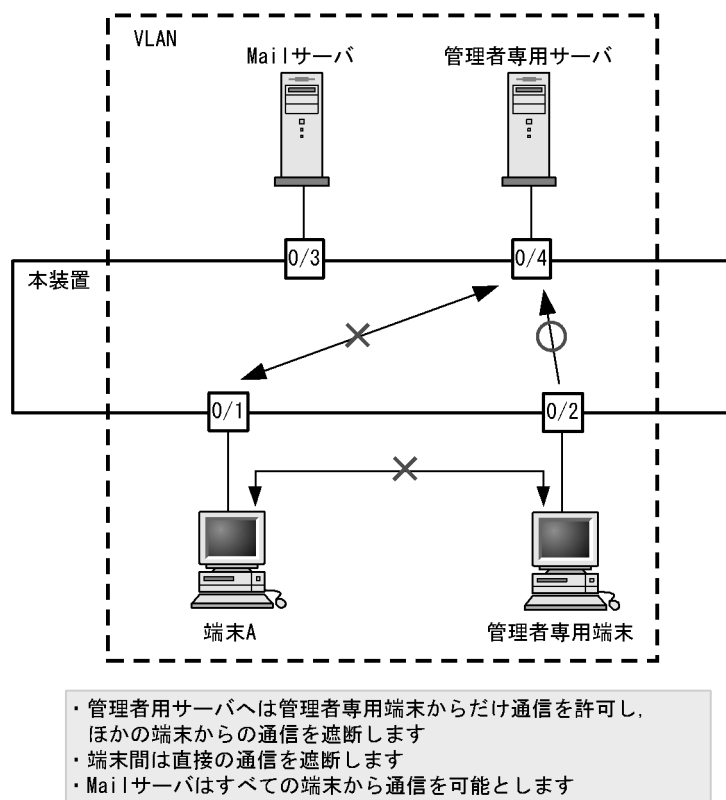 VLAN
Mailサーバ
管理者専用サーバ
0/3
0/4
本装置
0/1
0/2
端末A
管理者専用端末
・管理者用サーバへは管理者専用端末からだけ通信を許可し,
ほかの端末からの通信を遮断します
・端末間は直接の通信を遮断します
・Mailサーバはすべての端末から通信を可能とします